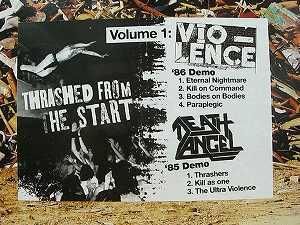 Volume 1:
VIO-
LENCE
'86 Demo
1. Eternal Nightmare
2. Kill on Command
3. Bodies on Bodies
4. Paraplegic
THRASHED FROM
THE START
DEATH
ANGEL
'85 Demo
1. Thrashers
2. Kill as one
3. The Ultra Violence